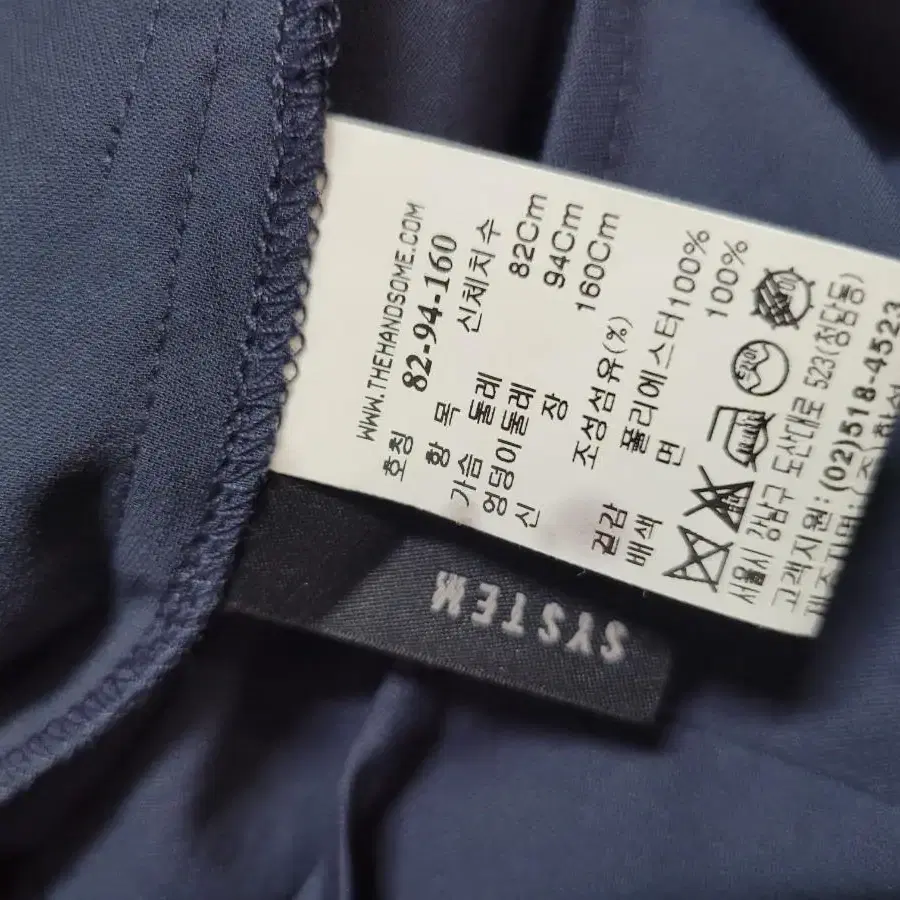 WWW.THEHANDSOME.COM
호칭 82-94-160
항 목 신체치수
가슴 둘레 82Cm
엉덩이둘레 94Cm
신 장 160Cm
조성섬유(%)
겉감 폴리에스터100%
배색 면 100%
서울시 강남구 도산대로 523(청담동)
고객지원: (02)518-4523
SYSTEM